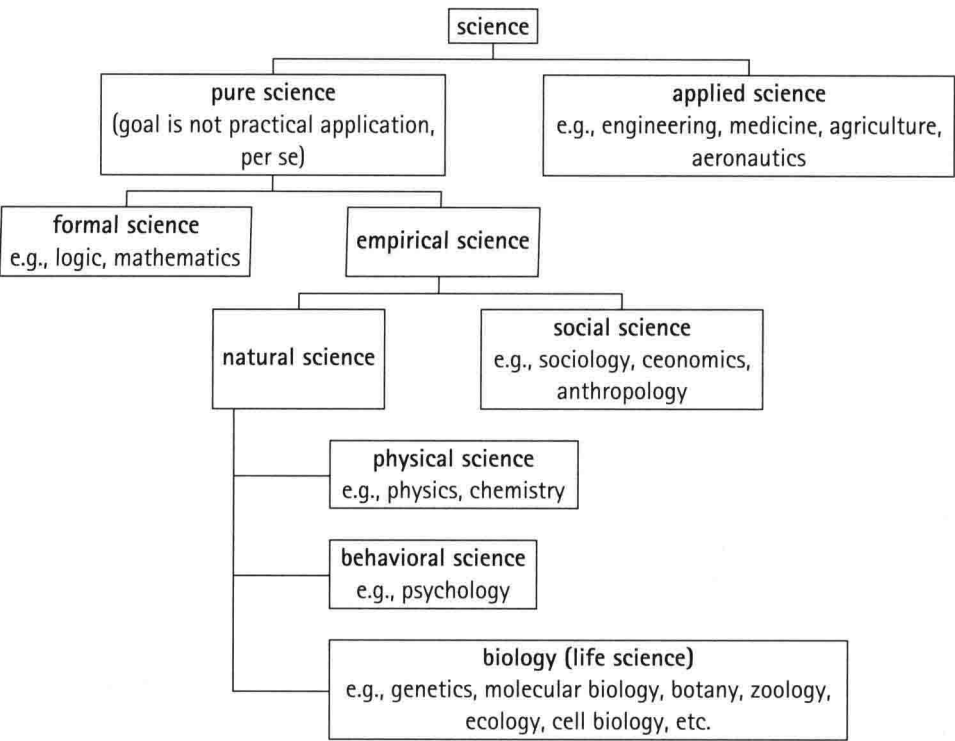 science
pure science
(goal is not practical application,
per se)
applied science
e.g., engineering, medicine, agriculture,
aeronautics
formal science
e.g., logic, mathematics
empirical science
natural science
social science
e.g., sociology, ceonomics,
anthropology
physical science
e.g., physics, chemistry
behavioral science
e.g., psychology
biology (life science)
e.g., genetics, molecular biology, botany, zoology,
ecology, cell biology, etc.